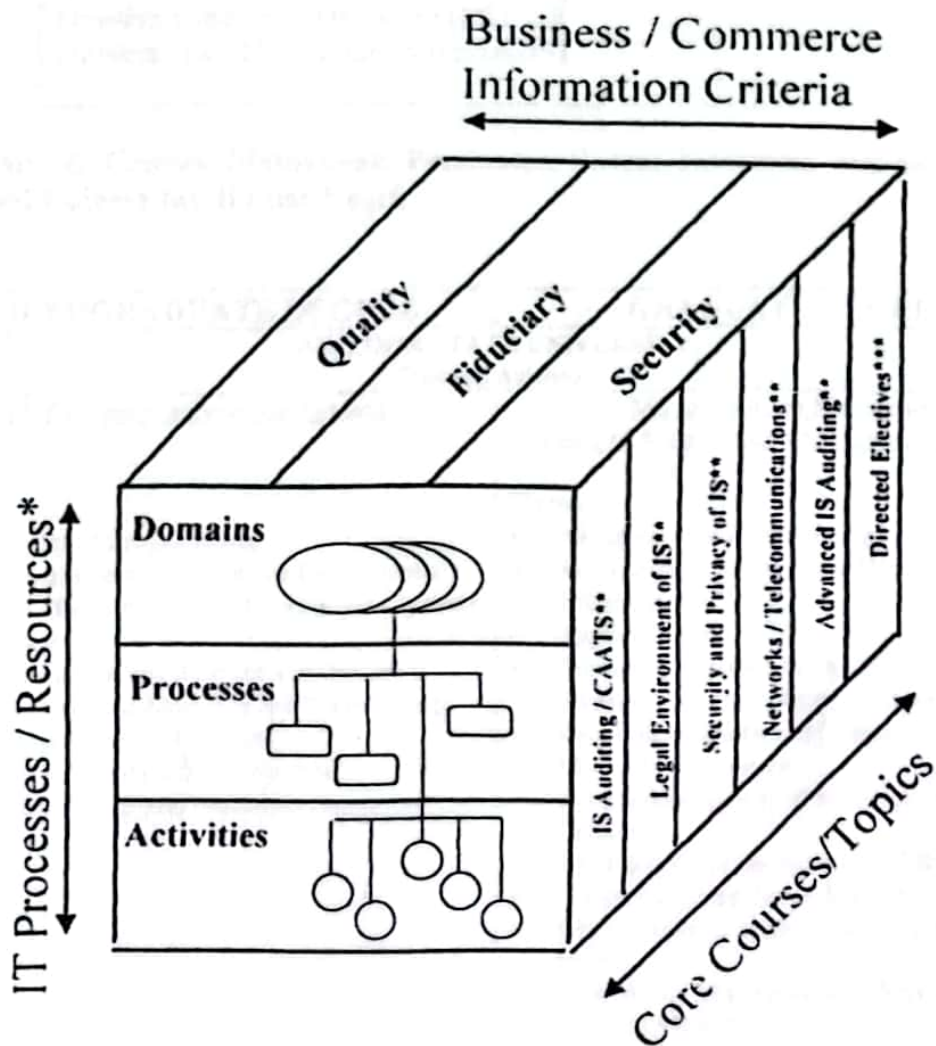 Business / Commerce
Information Criteria
Quality
Fiduciary
Security
IT Processes / Resources*
Domains
Processes
Activities
IS Auditing / CAATS**
Legal Environment of IS**
Security and Privacy of IS**
Networks / Telecommunications**
Advanced IS Auditing**
Directed Electives***
Core Courses/Topics